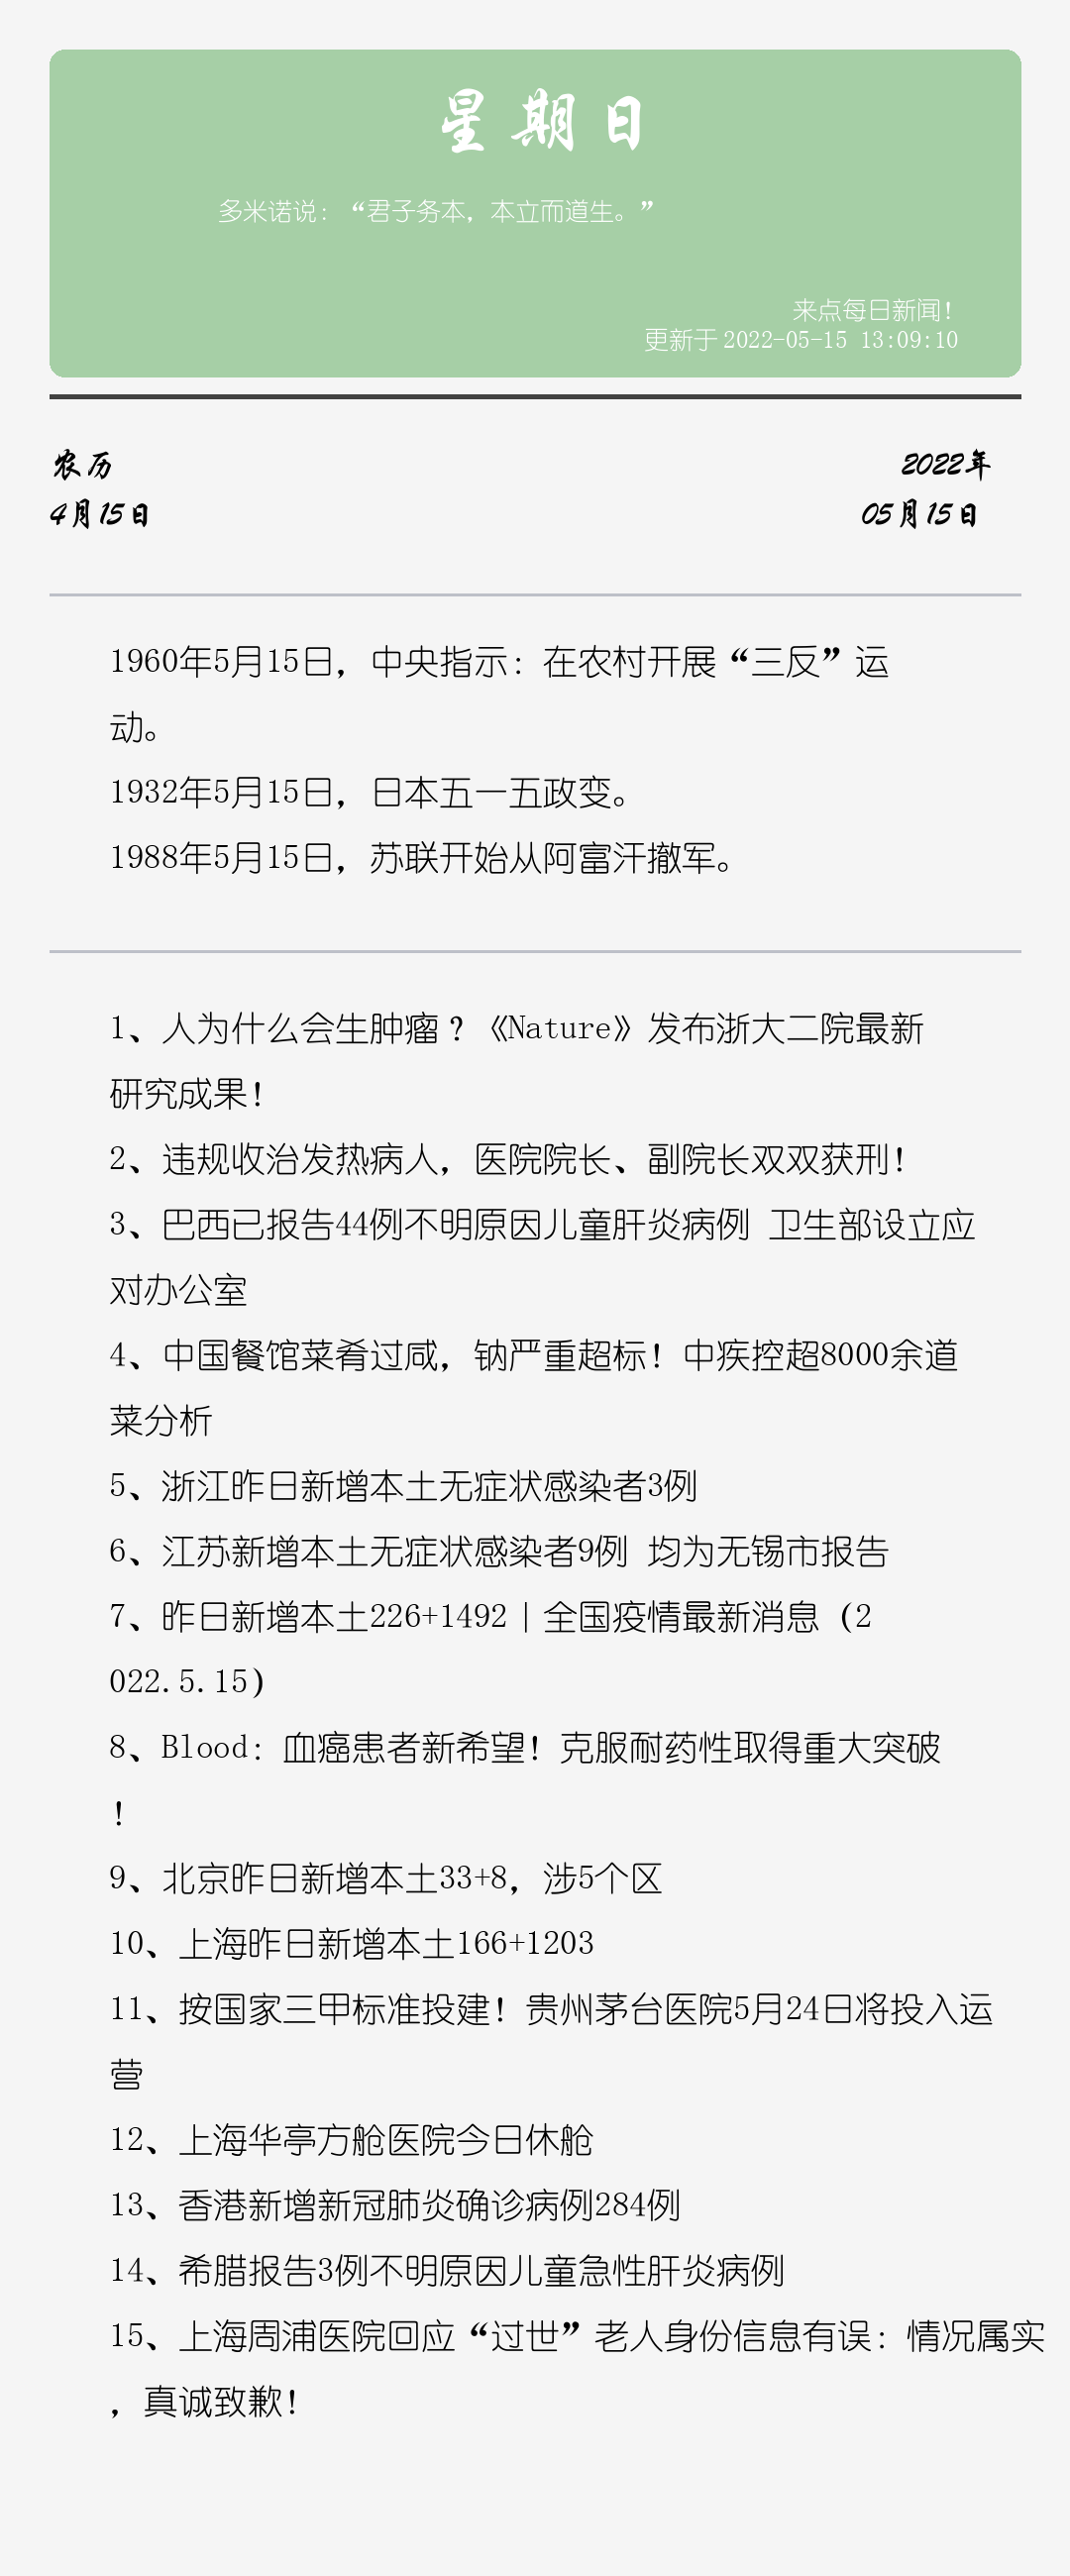 星期日
多米诺说：“君子务本，本立而道生。”
来点每日新闻！
更新于 2022-05-15 13:09:10
农历
2022年
4月15日
05月15日
1960年5月15日，中央指示：在农村开展“三反”运
动。
1932年5月15日，日本五一五政变。
1988年5月15日，苏联开始从阿富汗撤军。
1、人为什么会生肿瘤？《Nature》发布浙大二院最新
研究成果！
2、违规收治发热病人，医院院长、副院长双双获刑！
3、巴西已报告44例不明原因儿童肝炎病例 卫生部设立应
对办公室
4、中国餐馆菜肴过咸，钠严重超标！中疾控超8000余道
菜分析
5、浙江昨日新增本土无症状感染者3例
6、江苏新增本土无症状感染者9例 均为无锡市报告
7、昨日新增本土226+1492｜全国疫情最新消息（2
022.5.15）
8、Blood：血癌患者新希望！克服耐药性取得重大突破
！
9、北京昨日新增本土33+8，涉5个区
10、上海昨日新增本土166+1203
11、按国家三甲标准投建！贵州茅台医院5月24日将投入运
营
12、上海华亭方舱医院今日休舱
13、香港新增新冠肺炎确诊病例284例
14、希腊报告3例不明原因儿童急性肝炎病例
15、上海周浦医院回应“过世”老人身份信息有误：情况属实
，真诚致歉！